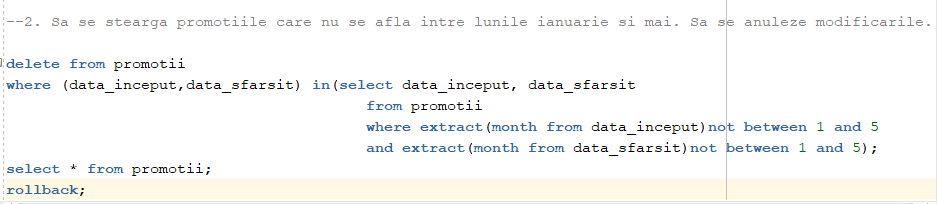 --2. Sa se stearga promotiile care nu se afla intre lunile ianuarie si mai. Sa se anuleze modificarile.
delete from promotii
where (data_inceput,data_sfarsit) in(select data_inceput, data_sfarsit
from promotii
where extract(month from data_inceput)not between 1 and 5
and extract(month from data_sfarsit)not between 1 and 5);
select * from promotii;
rollback;